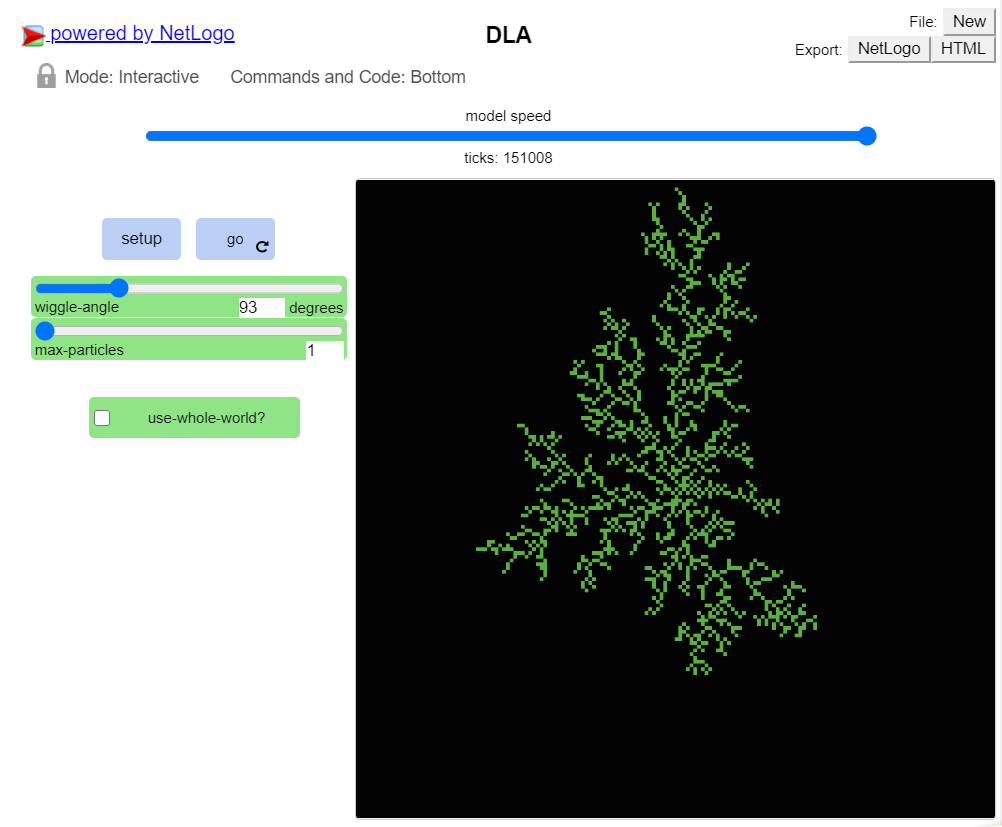 powered by NetLogo
DLA
File: New
Export: NetLogo HTML
Mode: Interactive Commands and Code: Bottom
model speed
ticks: 151008
setup go
wiggle-angle 93 degrees
max-particles 1
use-whole-world?